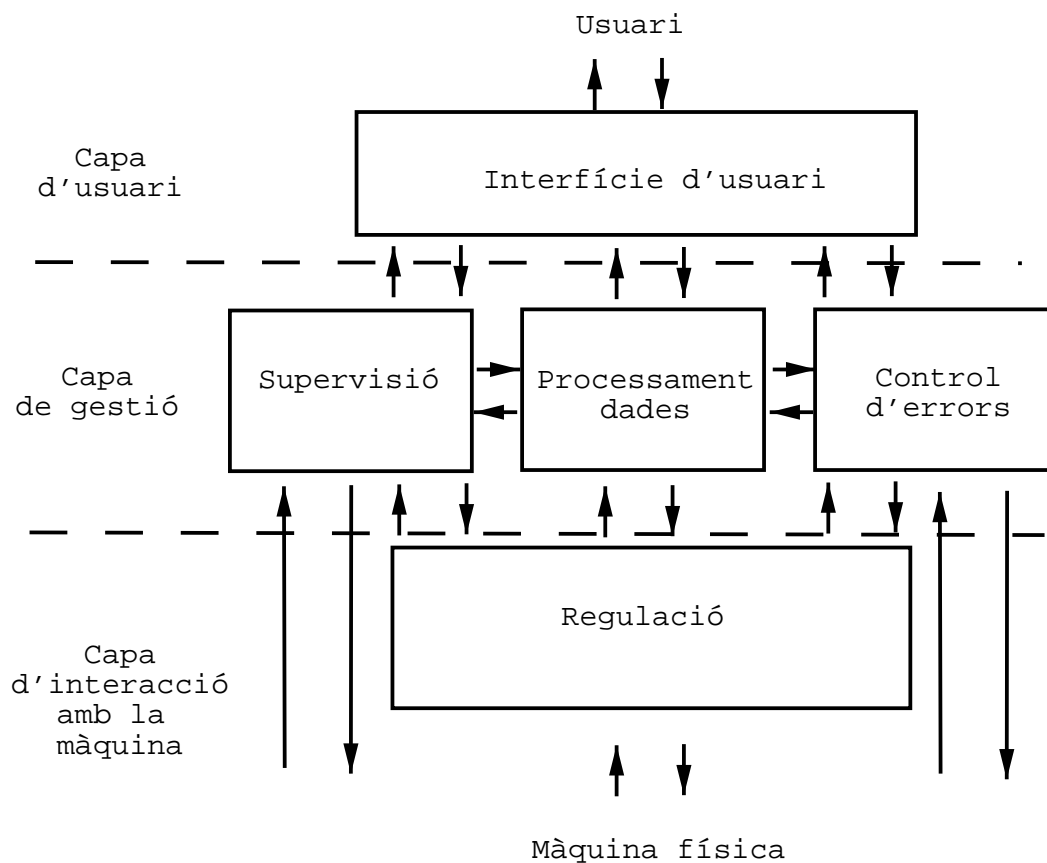 Usuari
Capa
d'usuari
Interfície d'usuari
Capa
de gestió
Supervisió
Processament
dades
Control
d'errors
Regulació
Capa
d'interacció
amb la
màquina
Màquina física